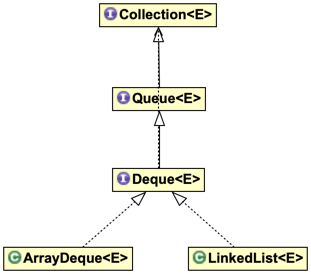 I Collection<E>
I Queue<E>
I Deque<E>
C ArrayDeque<E>
C LinkedList<E>